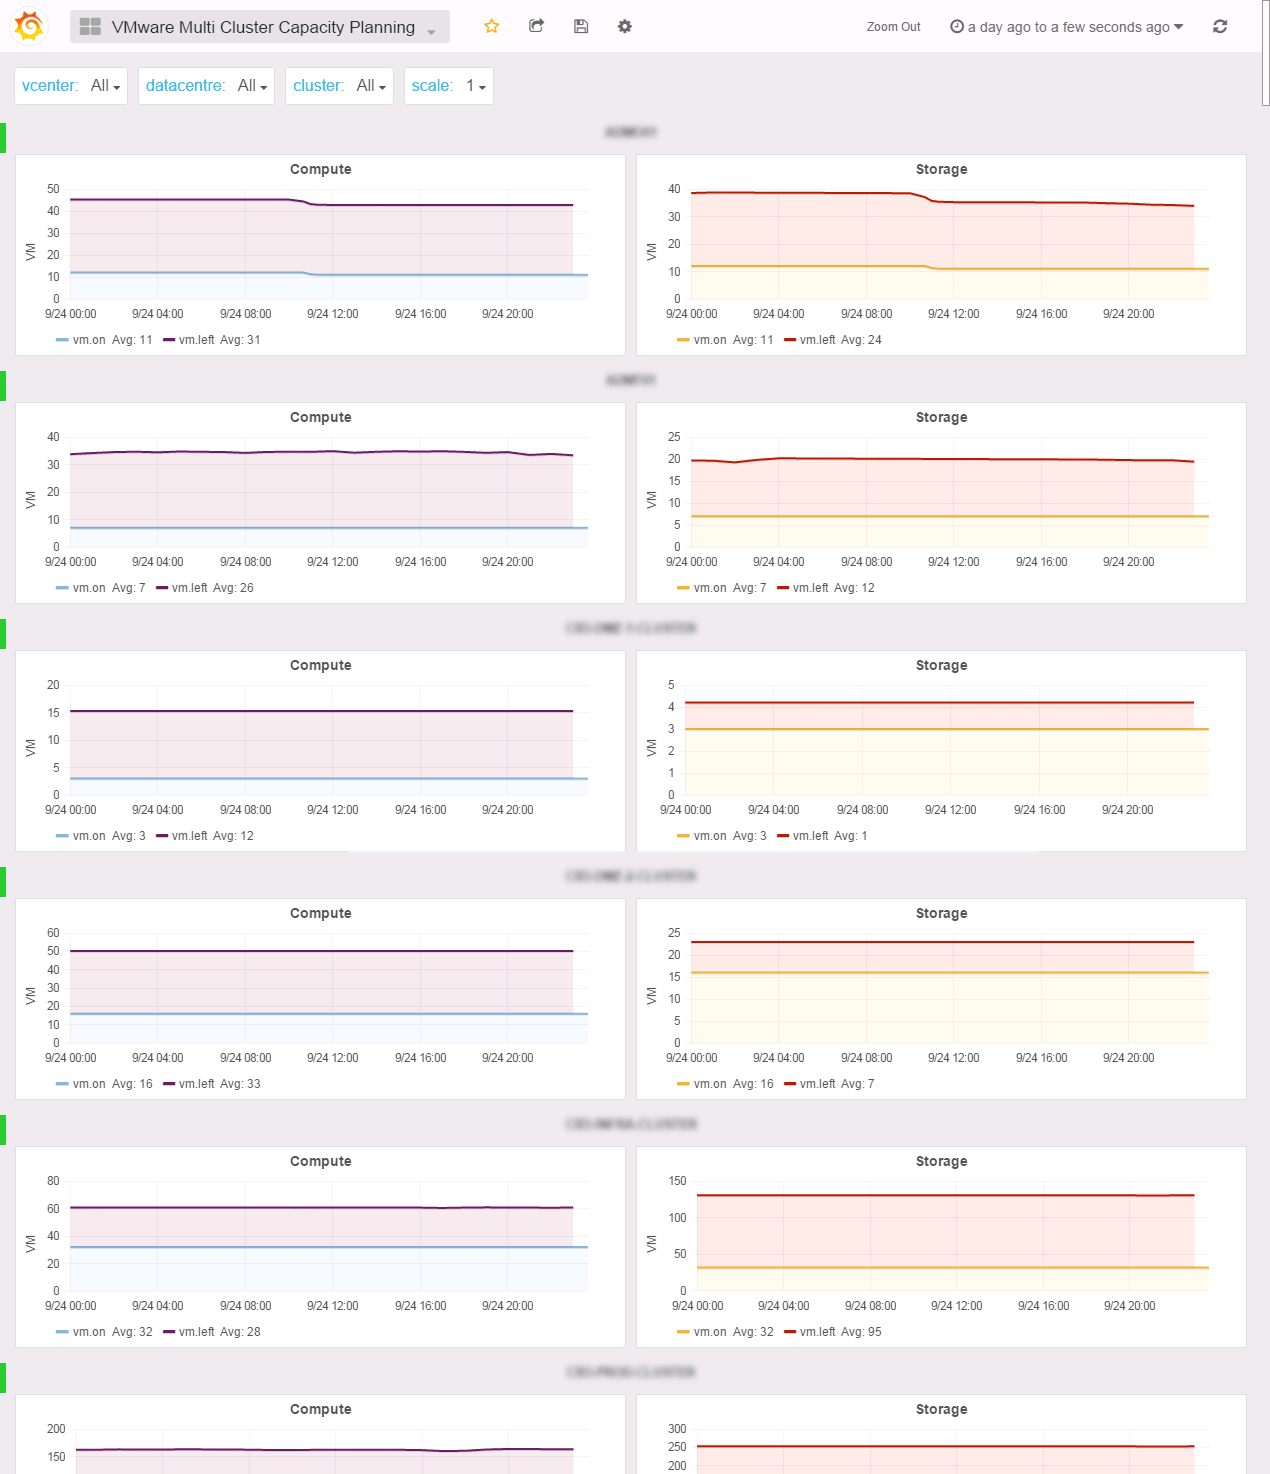 VMware Multi Cluster Capacity Planning Zoom Out a day ago to a few seconds ago
vcenter: All datacentre: All cluster: All scale: 1
Compute
50
40
30
20
10
0
VM
9/24 00:00 9/24 04:00 9/24 08:00 9/24 12:00 9/24 16:00 9/24 20:00
vm.on Avg: 11 vm.left Avg: 31
Storage
40
30
20
10
0
VM
9/24 00:00 9/24 04:00 9/24 08:00 9/24 12:00 9/24 16:00 9/24 20:00
vm.on Avg: 11 vm.left Avg: 24
Compute
40
30
20
10
0
VM
9/24 00:00 9/24 04:00 9/24 08:00 9/24 12:00 9/24 16:00 9/24 20:00
vm.on Avg: 7 vm.left Avg: 26
Storage
25
20
15
10
5
0
VM
9/24 00:00 9/24 04:00 9/24 08:00 9/24 12:00 9/24 16:00 9/24 20:00
vm.on Avg: 7 vm.left Avg: 12
Compute
20
15
10
5
0
VM
9/24 00:00 9/24 04:00 9/24 08:00 9/24 12:00 9/24 16:00 9/24 20:00
vm.on Avg: 3 vm.left Avg: 12
Storage
5
4
3
2
1
0
VM
9/24 00:00 9/24 04:00 9/24 08:00 9/24 12:00 9/24 16:00 9/24 20:00
vm.on Avg: 3 vm.left Avg: 1
Compute
60
50
40
30
20
10
0
VM
9/24 00:00 9/24 04:00 9/24 08:00 9/24 12:00 9/24 16:00 9/24 20:00
vm.on Avg: 16 vm.left Avg: 33
Storage
25
20
15
10
5
0
VM
9/24 00:00 9/24 04:00 9/24 08:00 9/24 12:00 9/24 16:00 9/24 20:00
vm.on Avg: 16 vm.left Avg: 7
Compute
80
60
40
20
0
VM
9/24 00:00 9/24 04:00 9/24 08:00 9/24 12:00 9/24 16:00 9/24 20:00
vm.on Avg: 32 vm.left Avg: 28
Storage
150
100
50
0
VM
9/24 00:00 9/24 04:00 9/24 08:00 9/24 12:00 9/24 16:00 9/24 20:00
vm.on Avg: 32 vm.left Avg: 95
Compute
200
150
Storage
300
250
200